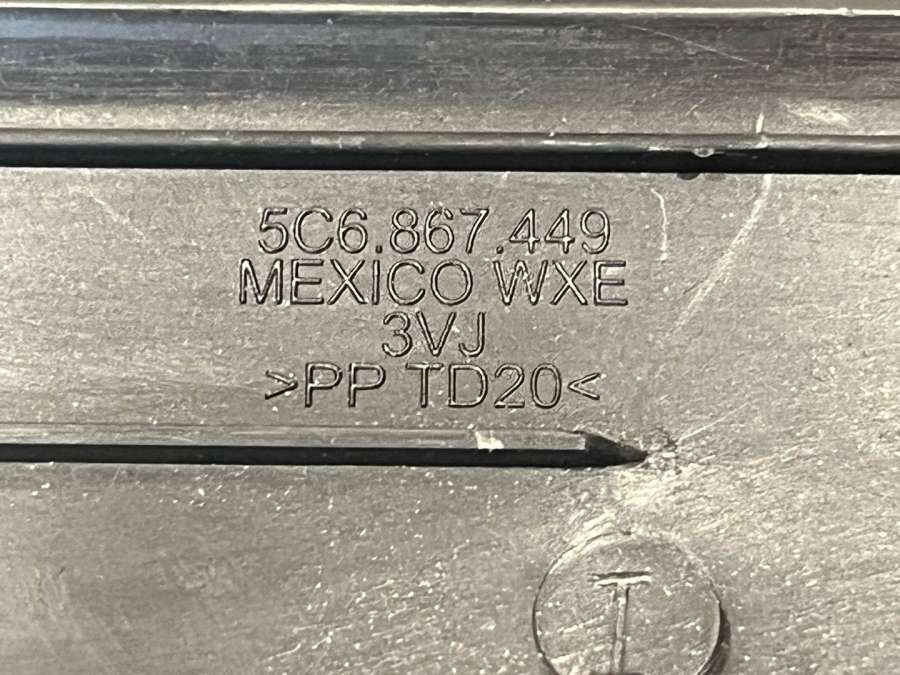 5C6.867.449
MEXICO WXE
3VJ
>PP TD20<
T